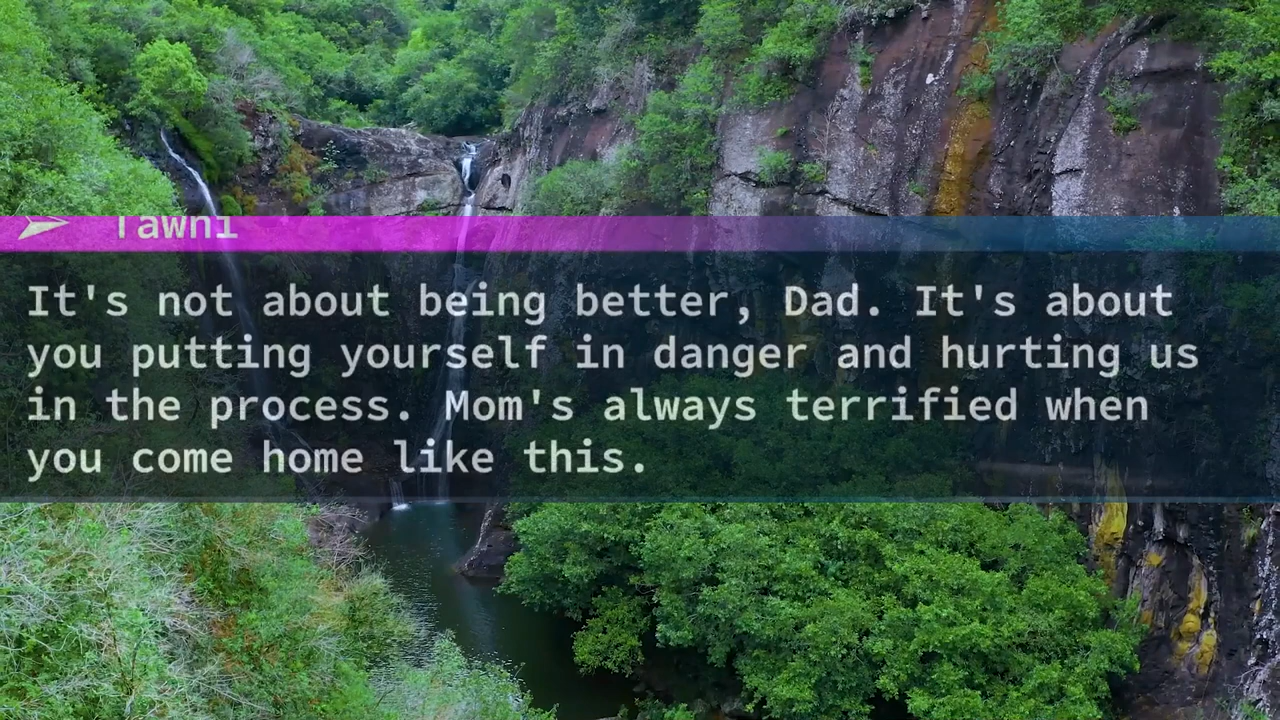 Tawni
It's not about being better, Dad. It's about
you putting yourself in danger and hurting us
in the process. Mom's always terrified when
you come home like this.